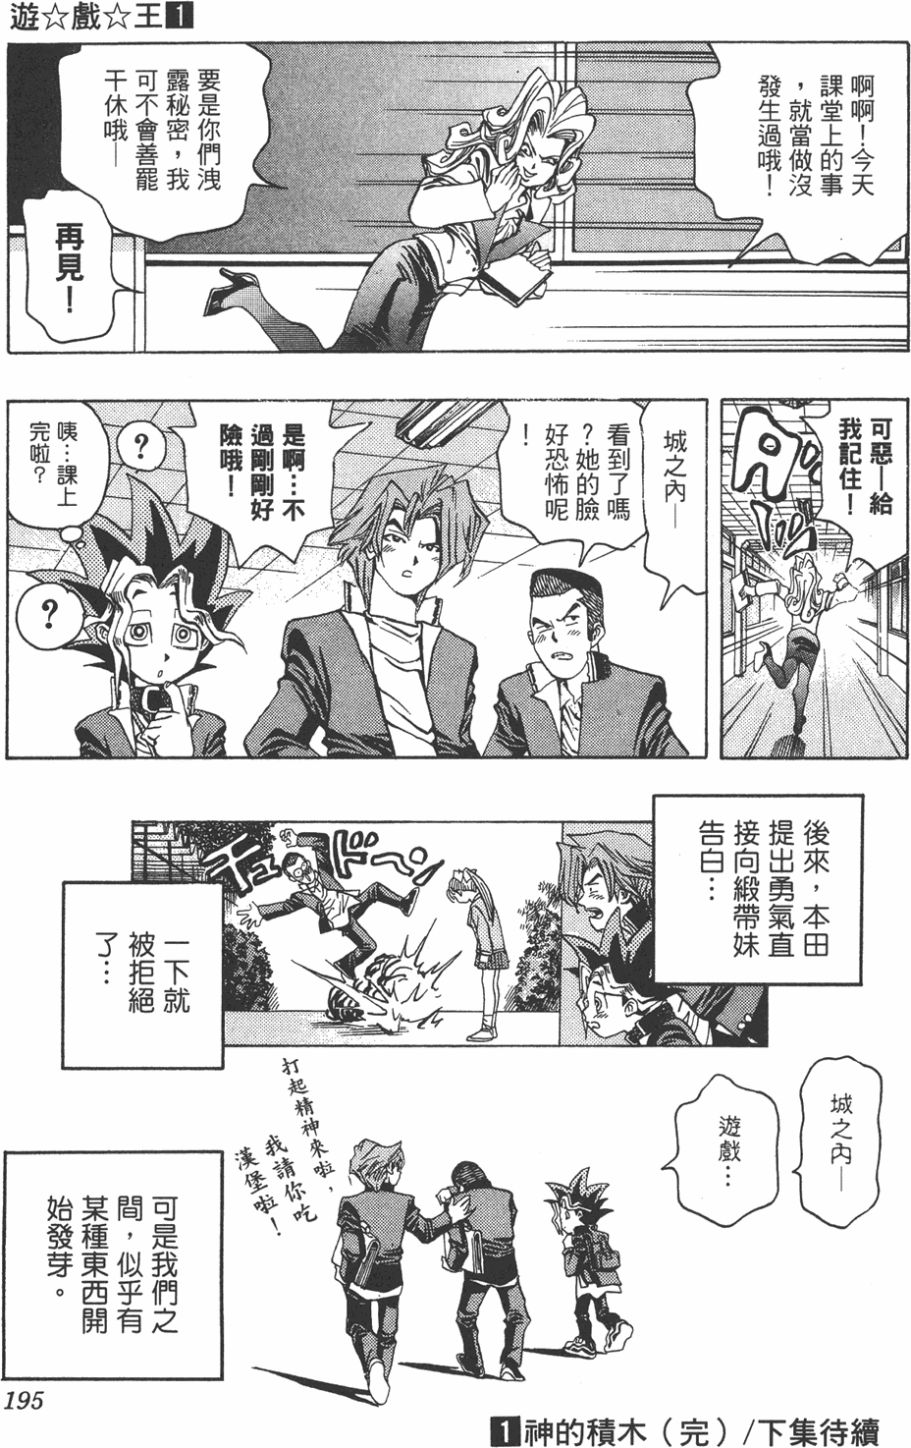 遊☆戲☆王1
啊啊！今天
課堂上的事
，就當做沒
發生過哦！
要是你們洩
露秘密，我
可不會善罷
干休哦—
再見！
可惡—給
我記住！
城之內—
看到了嗎
？她的臉
好恐怖呢
！
是啊…不
過剛剛好
險哦！
?
咦…課上
完啦？
?
後來，本田
提出勇氣直
接向緞帶妹
告白…
チュドーン
一下就
被拒絕
了…
城之內—
遊戲…
打起精神來啦，
我請你吃
漢堡啦！
可是我們之
間，似乎有
某種東西開
始發芽。
195
1神的積木（完）/下集待續